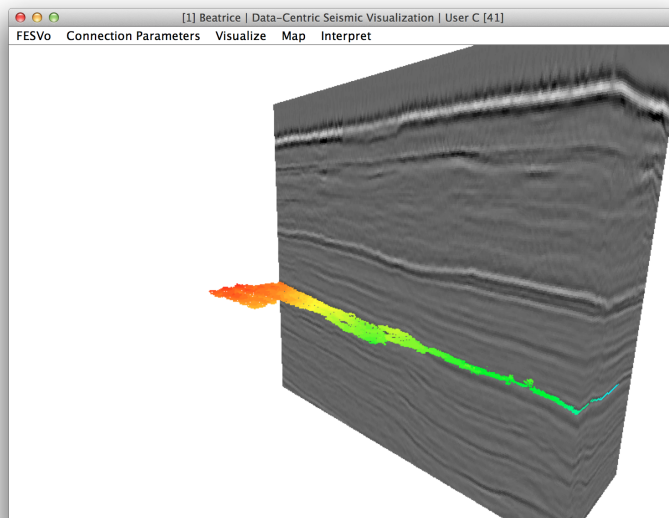 [1] Beatrice | Data-Centric Seismic Visualization | User C [41]
FESVo Connection Parameters Visualize Map Interpret